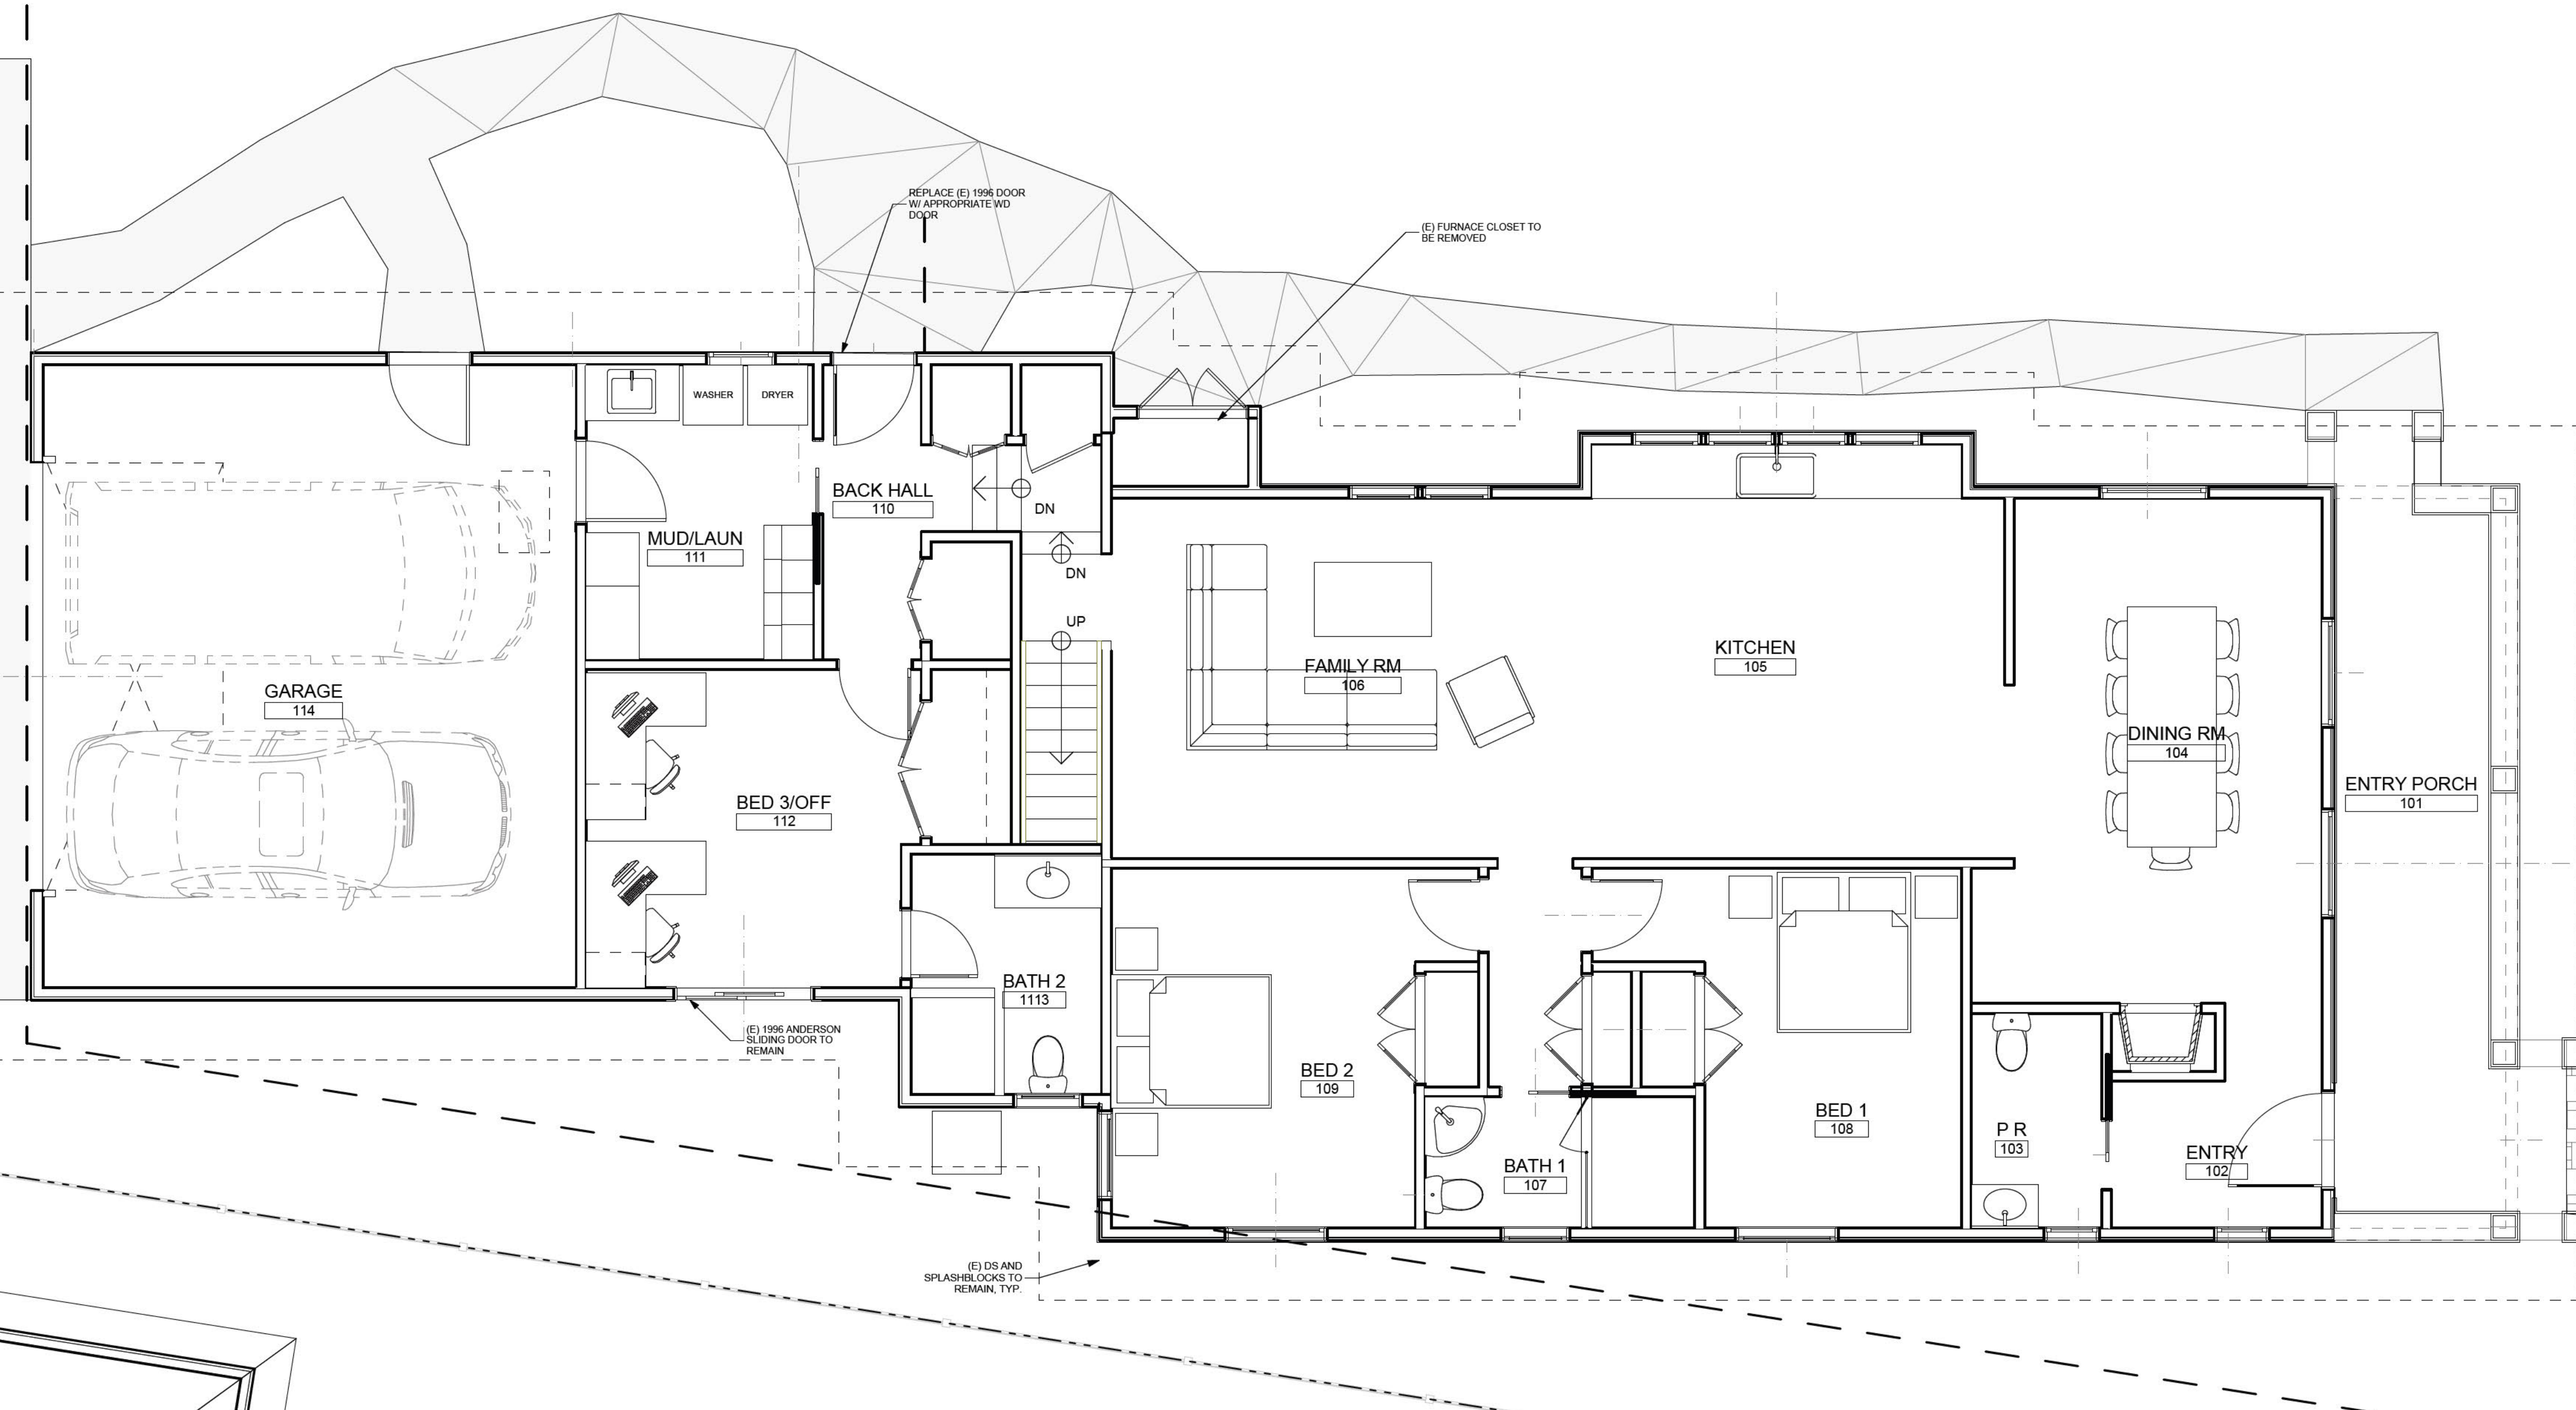 REPLACE (E) 1996 DOOR
W/ APPROPRIATE WD
DOOR
(E) FURNACE CLOSET TO
BE REMOVED
WASHER
DRYER
BACK HALL
110
DN
MUD/LAUN
111
DN
UP
GARAGE
114
FAMILY RM
106
KITCHEN
105
DINING RM
104
ENTRY PORCH
101
BED 3/OFF
112
BATH 2
1113
(E) 1996 ANDERSON
SLIDING DOOR TO
REMAIN
BED 2
109
BED 1
108
P R
103
ENTRY
102
BATH 1
107
(E) DS AND
SPLASHBLOCKS TO
REMAIN, TYP.